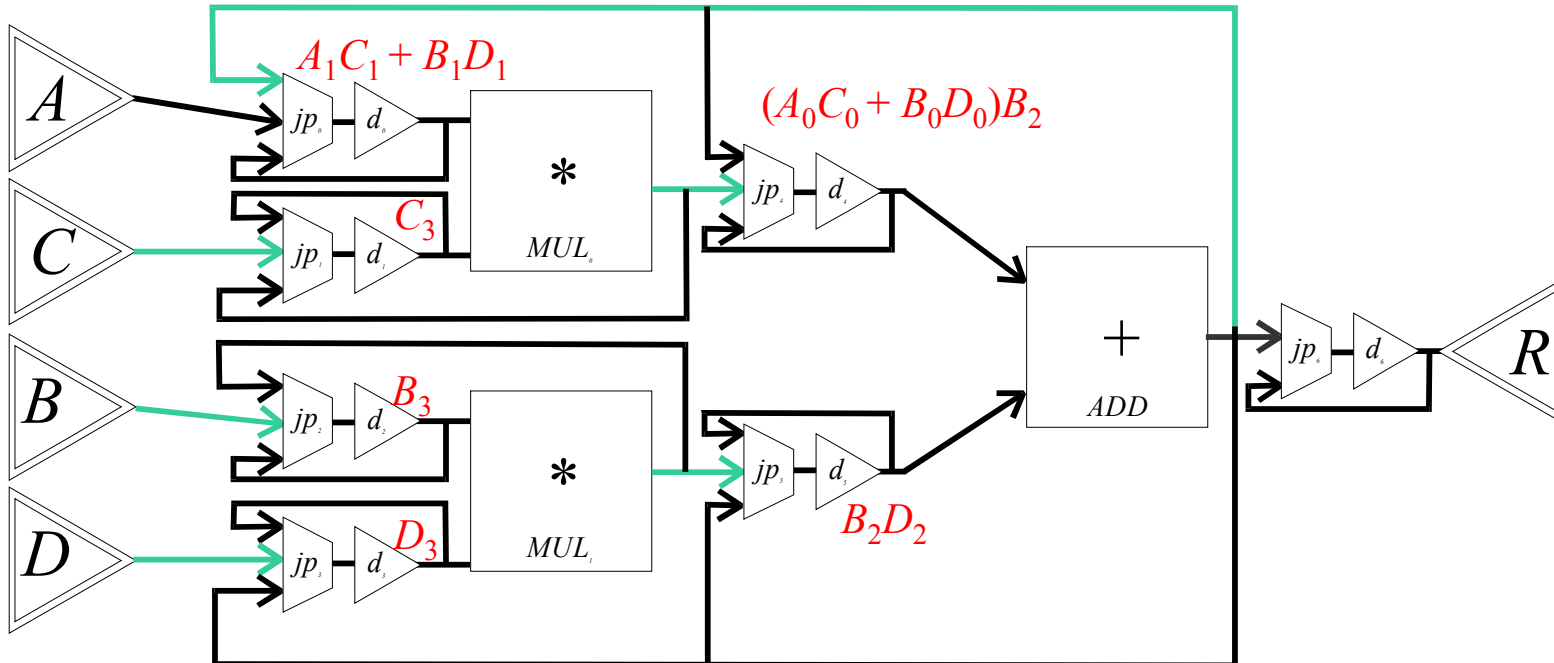 A
A₁C₁ + B₁D₁
jp₀ d₀
*
MUL₀
(A₀C₀ + B₀D₀)B₂
jp₄ d₄
C
C₃
jp₁ d₁
+
ADD
jp₆ d₆
R
B
B₃
jp₂ d₂
*
MUL₁
jp₅ d₅
B₂D₂
D
D₃
jp₃ d₃